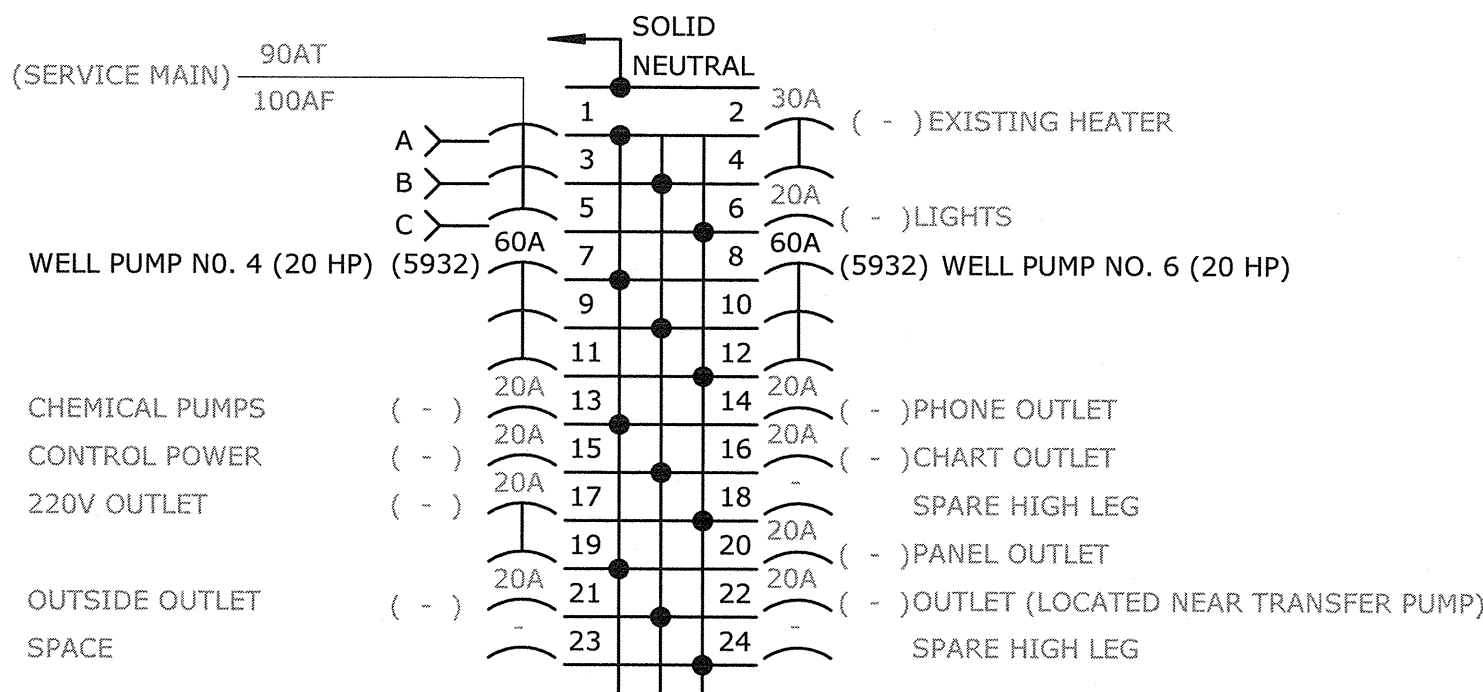 SOLID
NEUTRAL
(SERVICE MAIN) 90AT
100AF
1 2 30A ( - ) EXISTING HEATER
A
3 4
B
20A
5 6 ( - ) LIGHTS
C
60A 60A
WELL PUMP N0. 4 (20 HP) (5932) 7 8 (5932) WELL PUMP NO. 6 (20 HP)
9 10
11 12
20A 20A
CHEMICAL PUMPS ( - ) 13 14 ( - ) PHONE OUTLET
20A 20A
CONTROL POWER ( - ) 15 16 ( - ) CHART OUTLET
20A -
220V OUTLET ( - ) 17 18 SPARE HIGH LEG
20A
19 20 ( - ) PANEL OUTLET
20A 20A
OUTSIDE OUTLET ( - ) 21 22 ( - ) OUTLET (LOCATED NEAR TRANSFER PUMP)
- -
SPACE 23 24 SPARE HIGH LEG